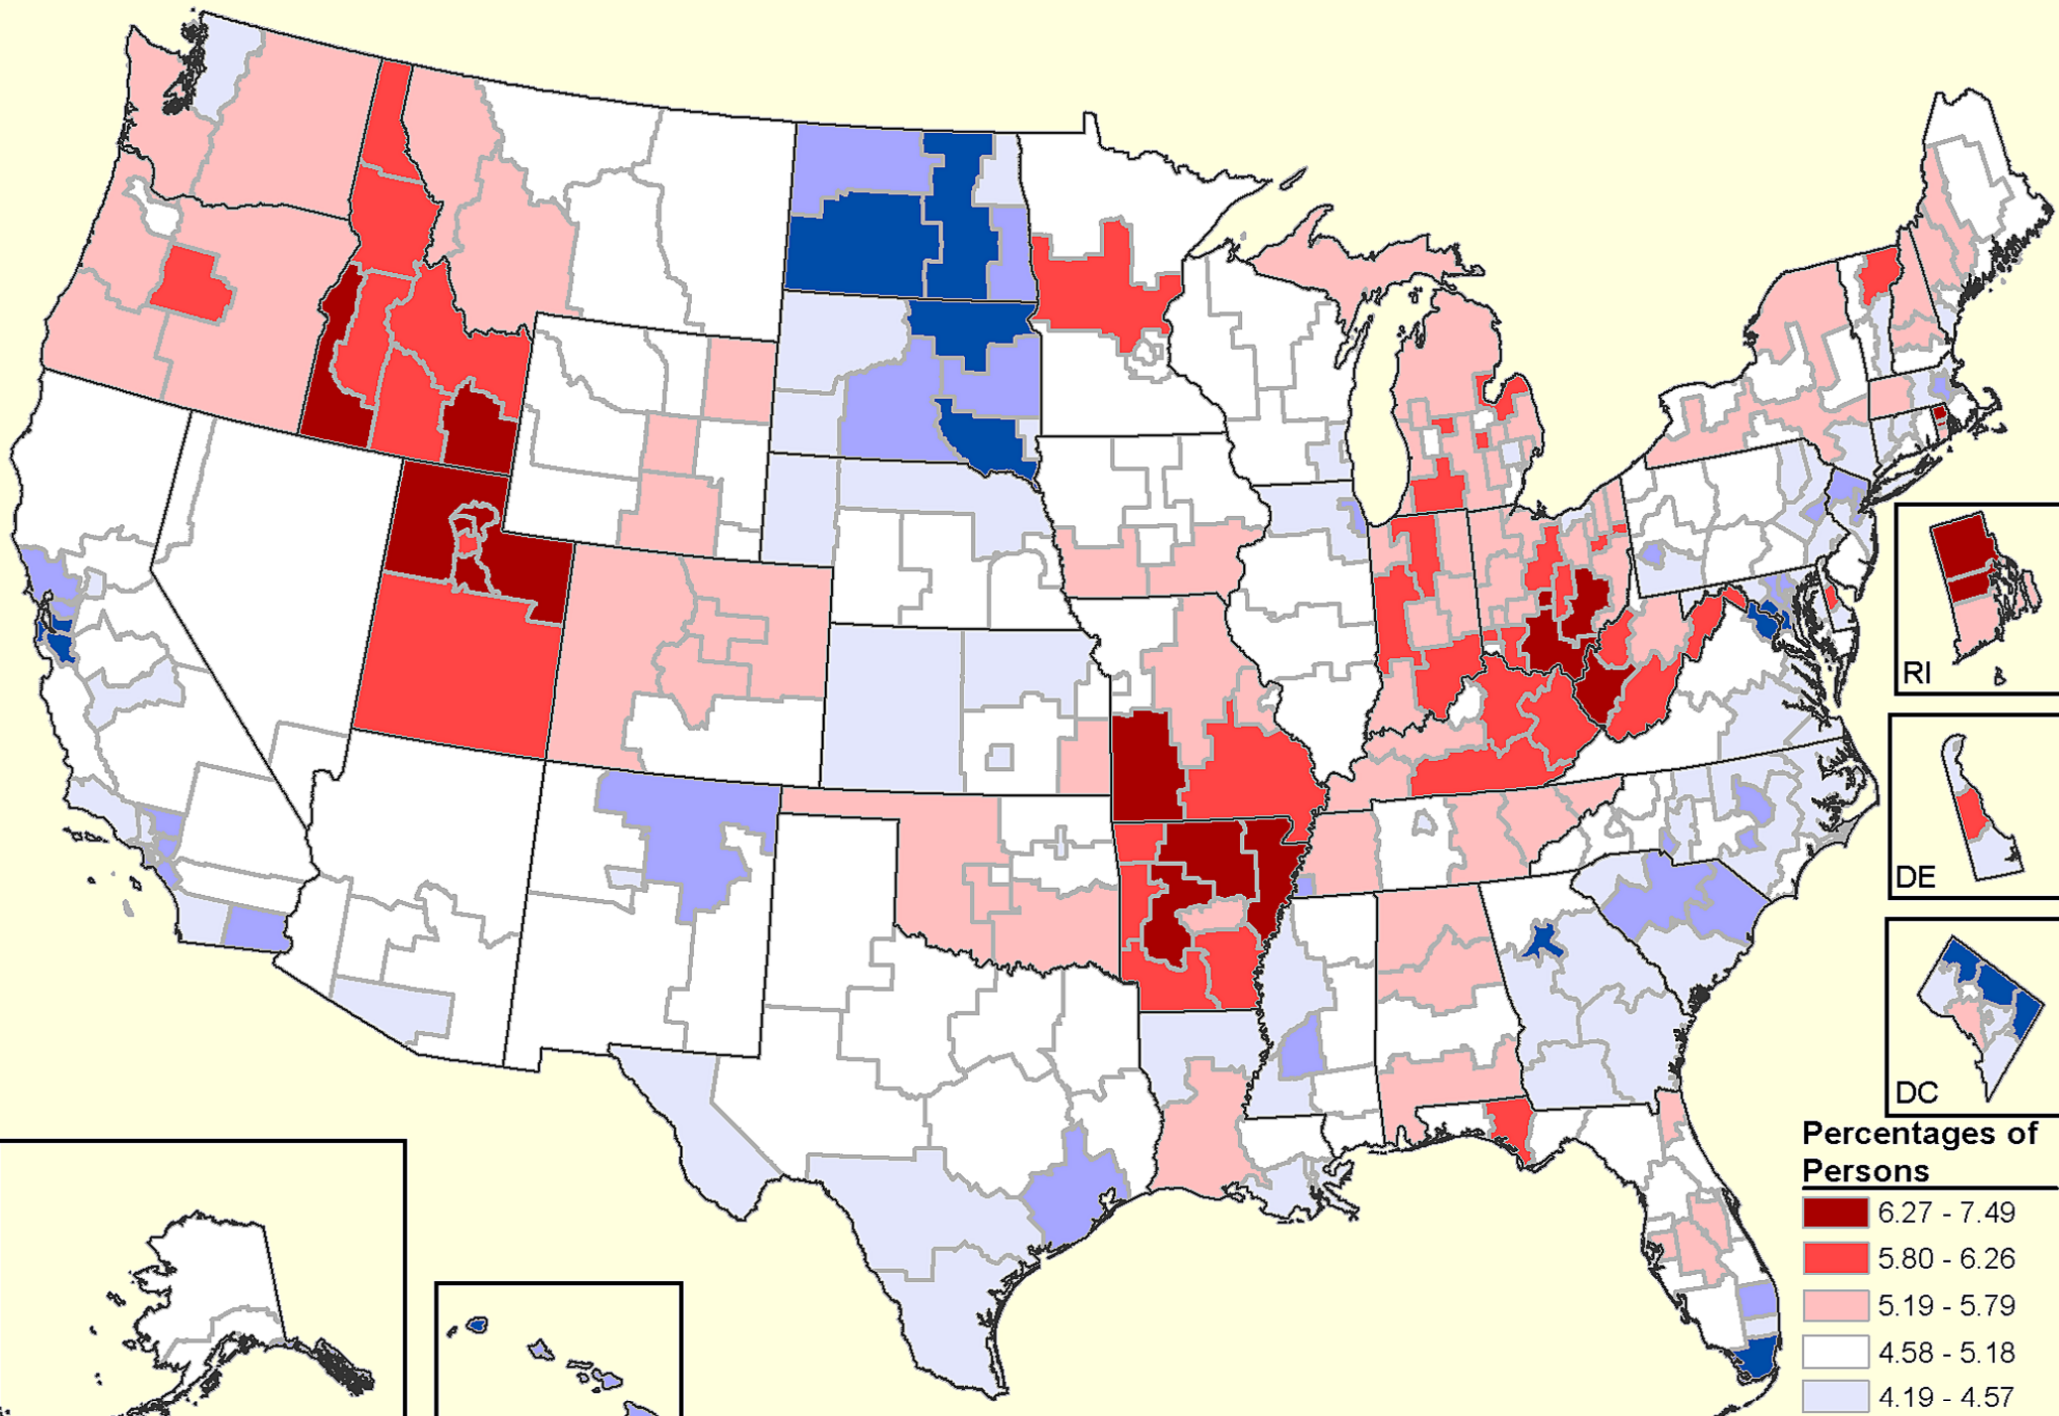 RI
DE
DC
Percentages of
Persons
6.27 - 7.49
5.80 - 6.26
5.19 - 5.79
4.58 - 5.18
4.19 - 4.57